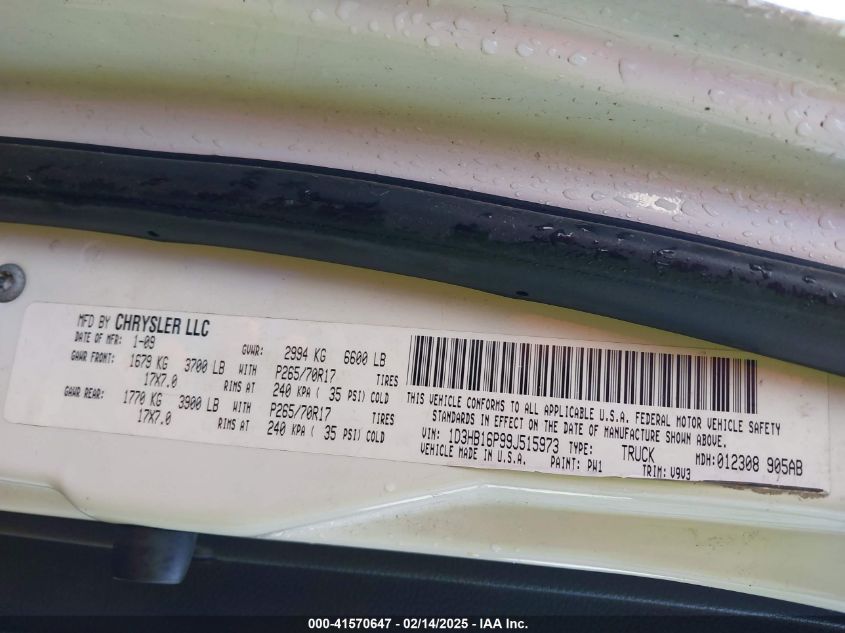 MFD BY CHRYSLER LLC
DATE OF MFR: 1-09 GVWR: 2994 KG 6600 LB
GAWR FRONT: 1679 KG 3700 LB WITH P265/70R17 TIRES
17X7.0 RIMS AT 240 KPA ( 35 PSI) COLD
GAWR REAR: 1770 KG 3900 LB WITH P265/70R17 TIRES
17X7.0 RIMS AT 240 KPA ( 35 PSI) COLD
THIS VEHICLE CONFORMS TO ALL APPLICABLE U.S.A. FEDERAL MOTOR VEHICLE SAFETY
STANDARDS IN EFFECT ON THE DATE OF MANUFACTURE SHOWN ABOVE.
VIN: 1D3HB16P99J515973 TYPE: TRUCK MDH: 012308 905AB
VEHICLE MADE IN U.S.A. PAINT: PW1 TRIM: V9V3
000-41570647 - 02/14/2025 - IAA Inc.